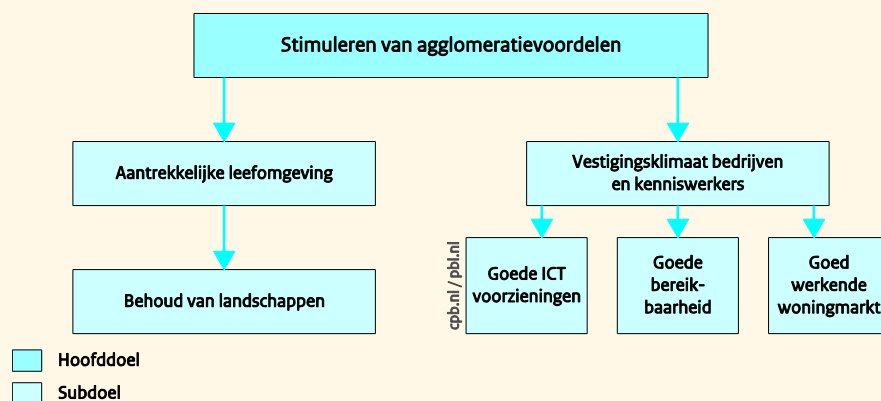 Stimuleren van agglomeratievoordelen
Aantrekkelijke leefomgeving
Vestigingsklimaat bedrijven
en kenniswerkers
Behoud van landschappen
cpb.nl / pbl.nl
Goede ICT
voorzieningen
Goede
bereik-
baarheid
Goed
werkende
woningmarkt
Hoofddoel
Subdoel